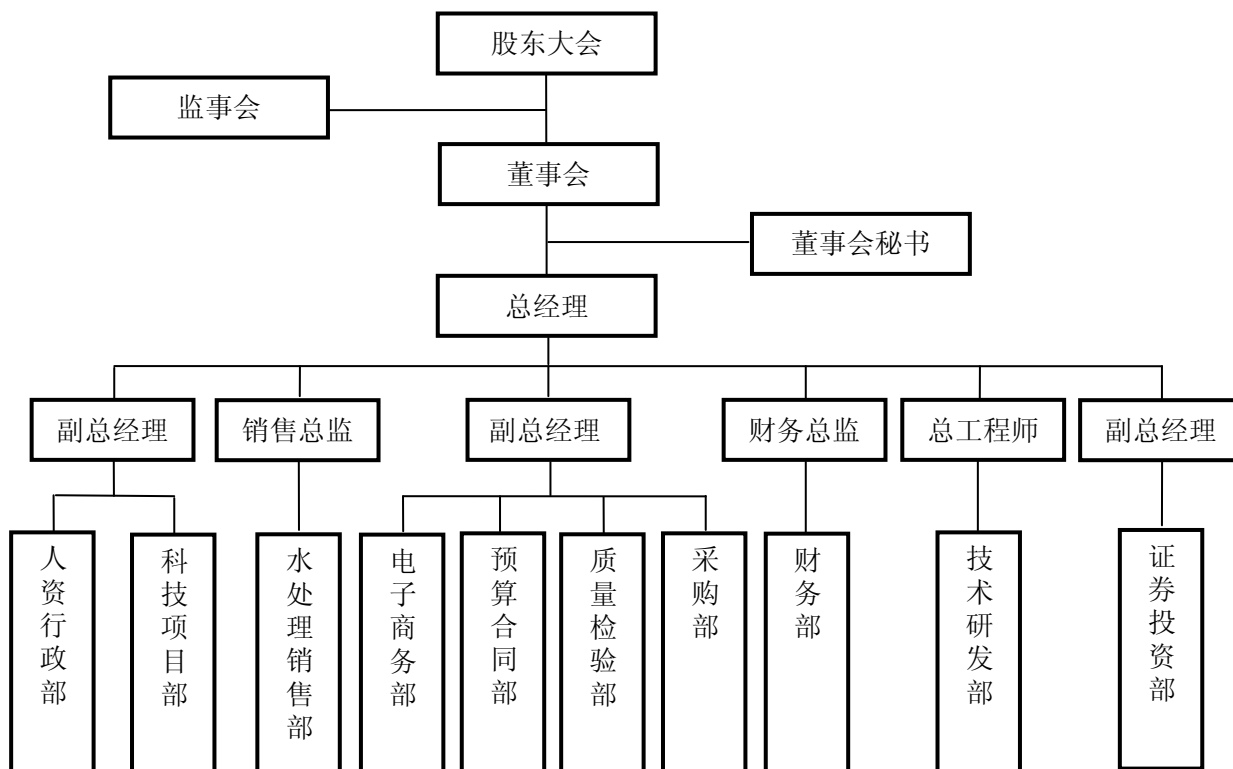 股东大会
监事会
董事会
董事会秘书
总经理
副总经理
销售总监
副总经理
财务总监
总工程师
副总经理
人资行政部
科技项目部
水处理销售部
电子商务部
预算合同部
质量检验部
采购部
财务部
技术研发部
证券投资部